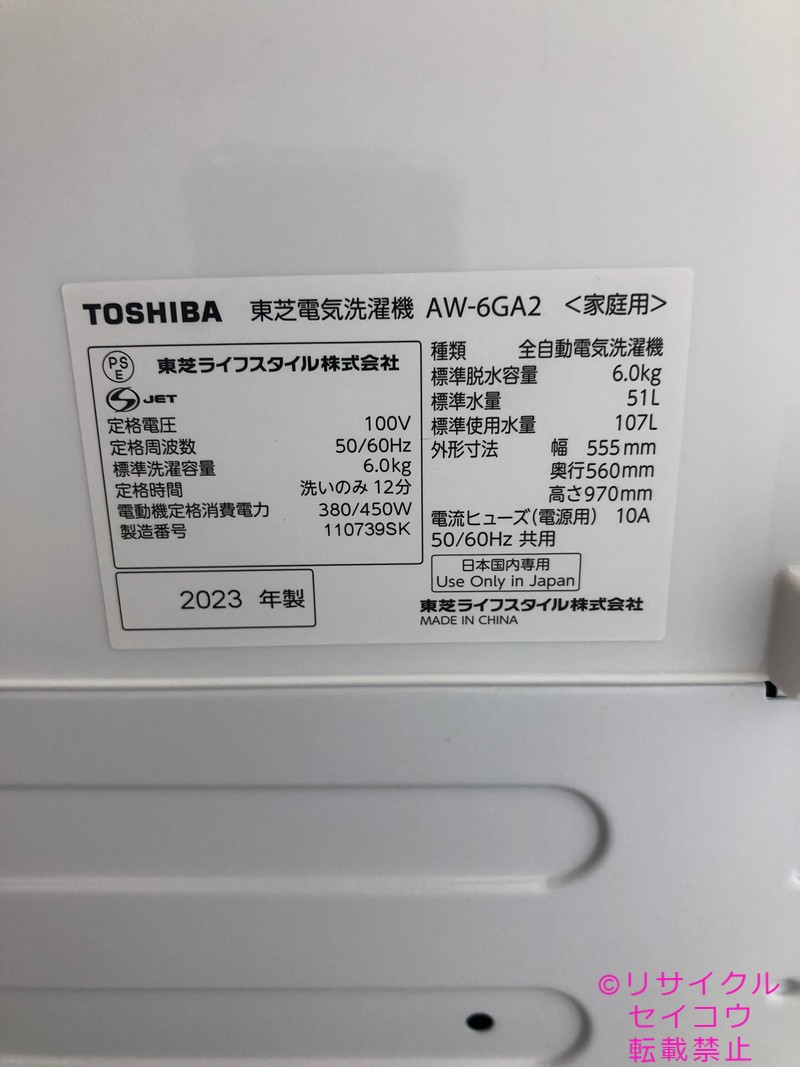 TOSHIBA 東芝電気洗濯機 AW-6GA2 <家庭用>
PS
E
東芝ライフスタイル株式会社
S JET
定格電圧 100V
定格周波数 50/60Hz
標準洗濯容量 6.0kg
定格時間 洗いのみ 12分
電動機定格消費電力 380/450W
製造番号 110739SK
2023 年製
種類 全自動電気洗濯機
標準脱水容量 6.0kg
標準水量 51L
標準使用水量 107L
外形寸法 幅 555mm
奥行560mm
高さ970mm
電流ヒューズ(電源用) 10A
50/60Hz 共用
日本国内専用
Use Only in Japan
東芝ライフスタイル株式会社
MADE IN CHINA
©リサイクル
セイコウ
転載禁止